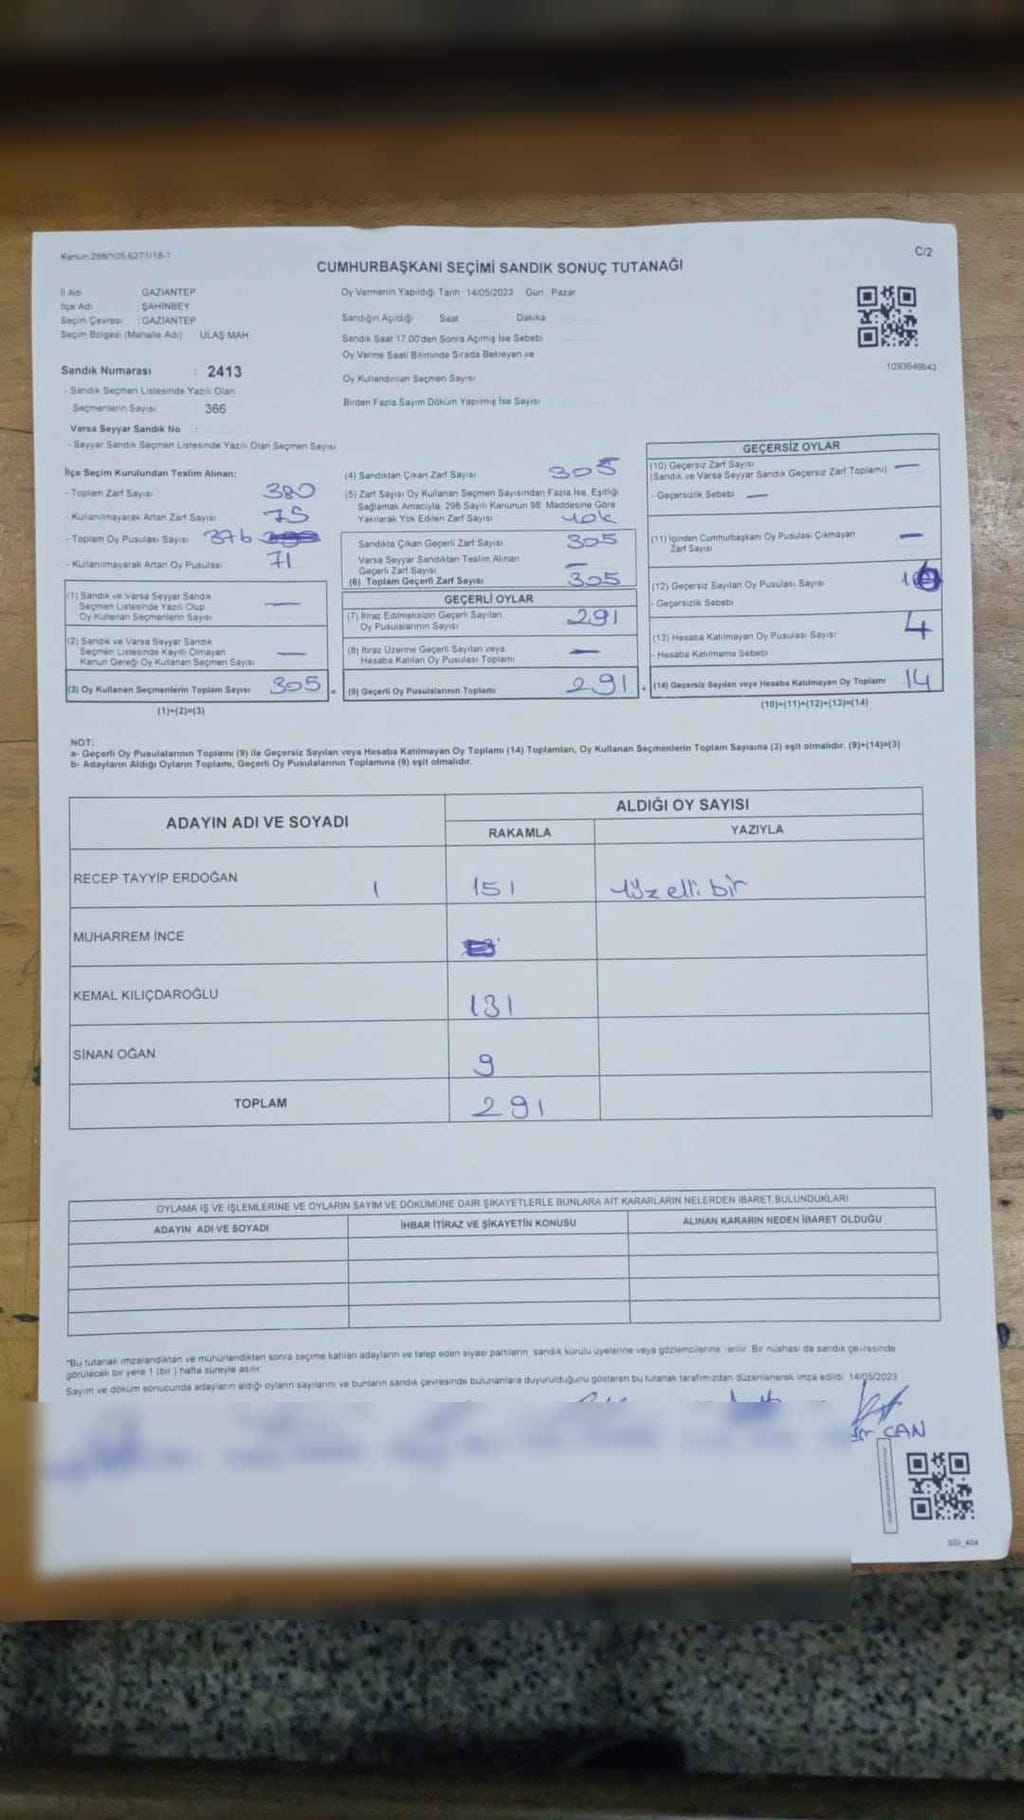 Kanun:298/105,6271/18-1
C/2
CUMHURBAŞKANI SEÇİMİ SANDIK SONUÇ TUTANAĞI
İl Adı : GAZİANTEP
İlçe Adı : ŞAHİNBEY
Seçim Çevresi : GAZİANTEP
Seçim Bölgesi (Mahalle Adı) ULAŞ MAH.
Oy Vermenin Yapıldığı Tarih :14/05/2023 Gün : Pazar
Sandığın Açıldığı Saat Dakika
Sandık Saat 17.00'den Sonra Açımış İse Sebebi
Oy Verme Saati Bitiminde Sırada Bekleyen ve
Oy Kullandırılan Seçmen Sayısı
Birden Fazla Sayım Döküm Yapılmış İse Sayısı
1093648643
Sandık Numarası : 2413
- Sandık Seçmen Listesinde Yazılı Olan
Seçmenlerin Sayısı : 366
Varsa Seyyar Sandık No :
- Seyyar Sandık Seçmen Listesinde Yazılı Olan Seçmen Sayısı
İlçe Seçim Kurulundan Teslim Alınan:
- Toplam Zarf Sayısı 380
- Kullanılmayarak Artan Zarf Sayısı 75
- Toplam Oy Pusulası Sayısı 376
- Kullanılmayarak Artan Oy Pusulası 71
(1) Sandık ve Varsa Seyyar Sandık
Seçmen Listesinde Yazılı Olup
Oy Kullanan Seçmenlerin Sayısı —
(2) Sandık ve Varsa Seyyar Sandık
Seçmen Listesinde Kayıtlı Olmayan
Kanun Gereği Oy Kullanan Seçmen Sayısı —
(3) Oy Kullanan Seçmenlerin Toplam Sayısı 305
(1)+(2)=(3)
(4) Sandıktan Çıkan Zarf Sayısı 305
(5) Zarf Sayısı Oy Kullanan Seçmen Sayısından Fazla İse, Eşitliği
Sağlamak Amacıyla, 298 Sayılı Kanunun 98. Maddesine Göre
Yakılarak Yok Edilen Zarf Sayısı yok
Sandıkta Çıkan Geçerli Zarf Sayısı 305
Varsa Seyyar Sandıktan Teslim Alınan
Geçerli Zarf Sayısı —
(6) Toplam Geçerli Zarf Sayısı 305
GEÇERLİ OYLAR
(7) İtiraz Edilmeksizin Geçerli Sayılan
Oy Pusulalarının Sayısı 291
(8) İtiraz Üzerine Geçerli Sayılan veya
Hesaba Katılan Oy Pusulası Toplamı —
(9) Geçerli Oy Pusulalarının Toplamı 291
GEÇERSİZ OYLAR
(10) Geçersiz Zarf Sayısı
(Sandık ve Varsa Seyyar Sandık Geçersiz Zarf Toplamı) —
- Geçersizlik Sebebi —
(11) İçinden Cumhurbaşkanı Oy Pusulası Çıkmayan
Zarf Sayısı —
(12) Geçersiz Sayılan Oy Pusulası Sayısı
- Geçersizlik Sebebi
(13) Hesaba Katılmayan Oy Pusulası Sayısı 4
- Hesaba Katılmama Sebebi
(14) Geçersiz Sayılan veya Hesaba Katılmayan Oy Toplamı 14
(10)+(11)+(12)+(13)=(14)
NOT:
a- Geçerli Oy Pusulalarının Toplamı (9) ile Geçersiz Sayılan veya Hesaba Katılmayan Oy Toplamı (14) Toplamları, Oy Kullanan Seçmenlerin Toplam Sayısına (3) eşit olmalıdır. (9)+(14)=(3)
b- Adayların Aldığı Oyların Toplamı, Geçerli Oy Pusulalarının Toplamına (9) eşit olmalıdır.
ADAYIN ADI VE SOYADI
ALDIĞI OY SAYISI
RAKAMLA YAZIYLA
RECEP TAYYİP ERDOĞAN 1 151 Yüz elli bir
MUHARREM İNCE
KEMAL KILIÇDAROĞLU 131
SİNAN OĞAN 9
TOPLAM 291
OYLAMA İŞ VE İŞLEMLERİNE VE OYLARIN SAYIM VE DÖKÜMÜNE DAİR ŞİKAYETLERLE BUNLARA AİT KARARLARIN NELERDEN İBARET BULUNDUKLARI
ADAYIN ADI VE SOYADI İHBAR İTİRAZ VE ŞİKAYETİN KONUSU ALINAN KARARIN NEDEN İBARET OLDUĞU
*Bu tutanak imzalandıktan ve mühürlendikten sonra seçime katılan adayların ve talep eden siyasi partilerin, sandık kurulu üyelerine veya gözlemcilerine verilir. Bir nüshası da sandık çevresinde
görülecek bir yere 1 (bir) hafta süreyle asılır.
Sayım ve döküm sonucunda adayların aldığı oyların sayılarını ve bunların sandık çevresinde bulunanlara duyurulduğunu gösteren bu tutanak tarafımızdan düzenlenerek imza edildi. 14/05/2023
CAN